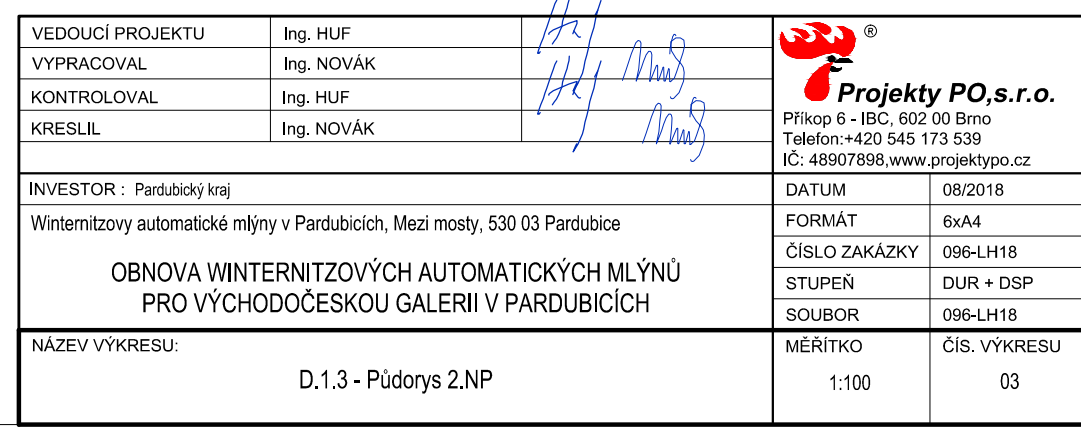 VEDOUCÍ PROJEKTU Ing. HUF
VYPRACOVAL Ing. NOVÁK
KONTROLOVAL Ing. HUF
KRESLIL Ing. NOVÁK
®
Projekty PO,s.r.o.
Příkop 6 - IBC, 602 00 Brno
Telefon:+420 545 173 539
IČ: 48907898,www.projektypo.cz
INVESTOR : Pardubický kraj
Winternitzovy automatické mlýny v Pardubicích, Mezi mosty, 530 03 Pardubice
OBNOVA WINTERNITZOVÝCH AUTOMATICKÝCH MLÝNŮ
PRO VÝCHODOČESKOU GALERII V PARDUBICÍCH
DATUM 08/2018
FORMÁT 6xA4
ČÍSLO ZAKÁZKY 096-LH18
STUPEŇ DUR + DSP
SOUBOR 096-LH18
NÁZEV VÝKRESU:
D.1.3 - Půdorys 2.NP
MĚŘÍTKO ČÍS. VÝKRESU
1:100 03